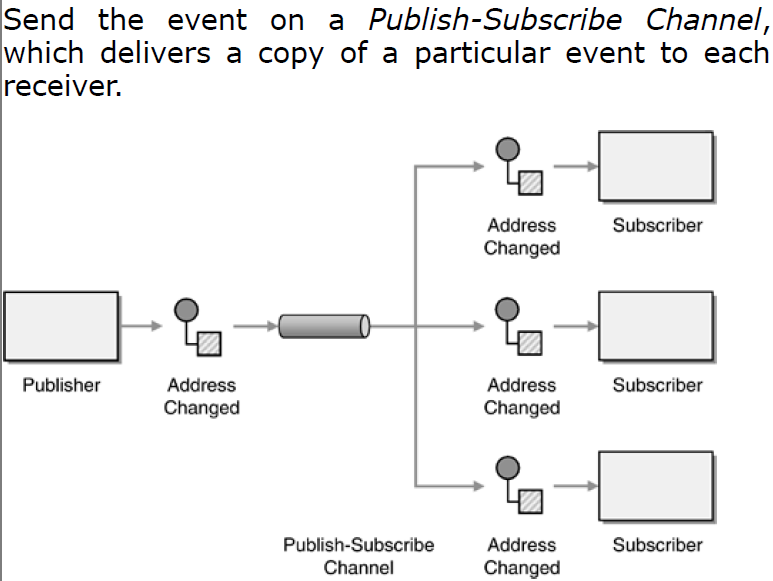 Send the event on a Publish-Subscribe Channel,
which delivers a copy of a particular event to each
receiver.
Address
Changed
Subscriber
Publisher
Address
Changed
Address
Changed
Subscriber
Publish-Subscribe
Channel
Address
Changed
Subscriber